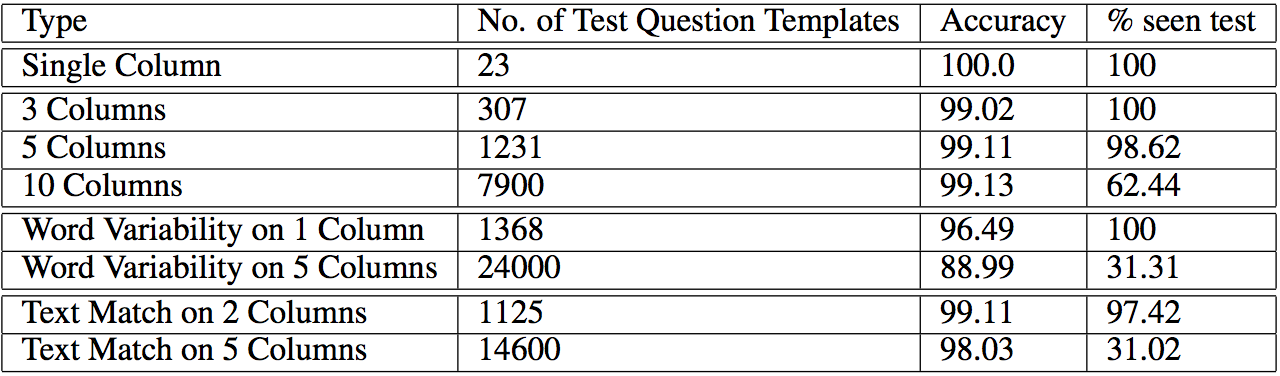 Type No. of Test Question Templates Accuracy % seen test
Single Column 23 100.0 100
3 Columns 307 99.02 100
5 Columns 1231 99.11 98.62
10 Columns 7900 99.13 62.44
Word Variability on 1 Column 1368 96.49 100
Word Variability on 5 Columns 24000 88.99 31.31
Text Match on 2 Columns 1125 99.11 97.42
Text Match on 5 Columns 14600 98.03 31.02